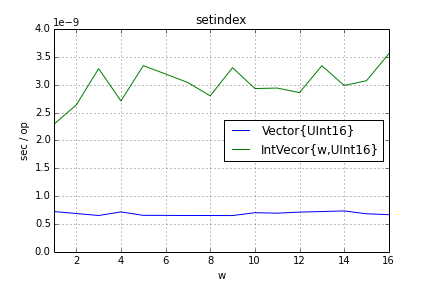 setindex
1e−9
4.0
3.5
3.0
2.5
2.0
1.5
1.0
0.5
0.0
sec / op
Vector{UInt16}
IntVecor{w,UInt16}
2 4 6 8 10 12 14 16
w